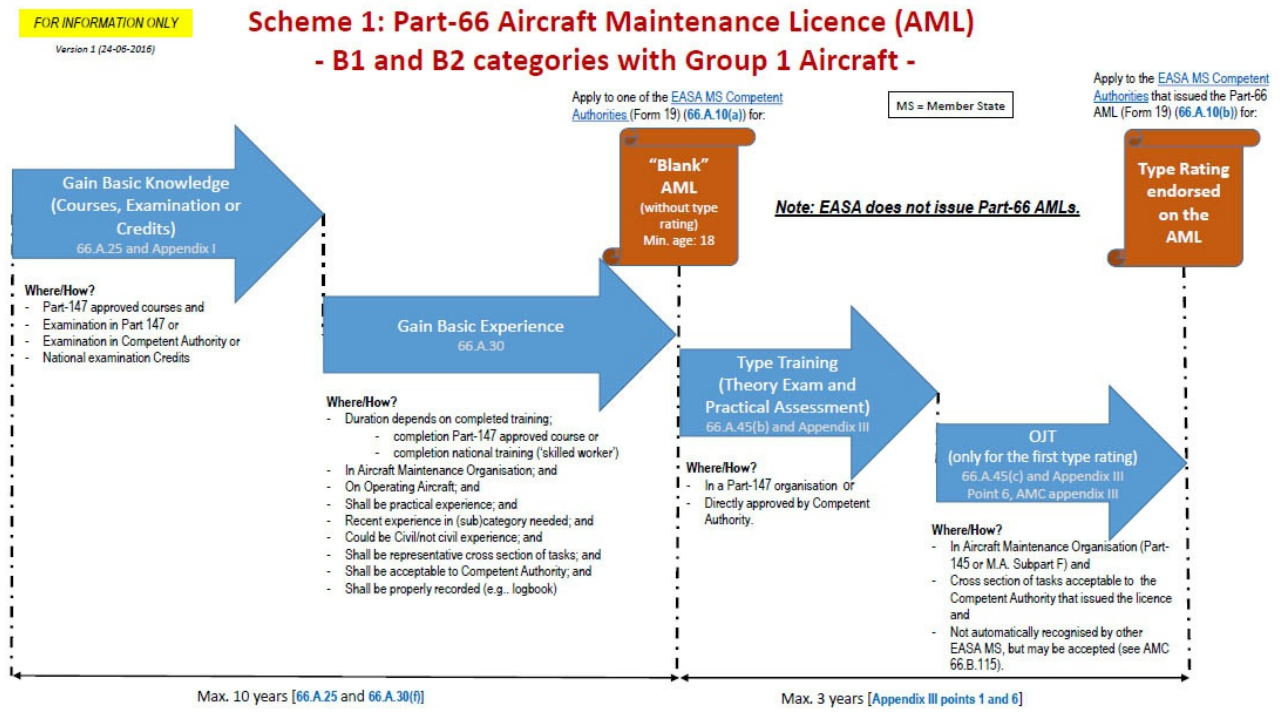 FOR INFORMATION ONLY
Version 1 (24-06-2016)
Scheme 1: Part-66 Aircraft Maintenance Licence (AML)
- B1 and B2 categories with Group 1 Aircraft -
Apply to one of the EASA MS Competent
Authorities (Form 19) (66.A.10(a)) for:
MS = Member State
Apply to the EASA MS Competent
Authorities that issued the Part-66
AML (Form 19) (66.A.10(b)) for:
"Blank"
AML
(without type
rating)
Min. age: 18
Note: EASA does not issue Part-66 AMLs.
Type Rating
endorsed
on the
AML
Gain Basic Knowledge
(Courses, Examination or
Credits)
66.A.25 and Appendix I
Where/How?
- Part-147 approved courses and
- Examination in Part 147 or
- Examination in Competent Authority or
- National examination Credits
Gain Basic Experience
66.A.30
Where/How?
- Duration depends on completed training;
- completion Part-147 approved course or
- completion national training ('skilled worker')
- In Aircraft Maintenance Organisation; and
- On Operating Aircraft; and
- Shall be practical experience; and
- Recent experience in (sub)category needed; and
- Could be Civil/not civil experience; and
- Shall be representative cross section of tasks; and
- Shall be acceptable to Competent Authority; and
- Shall be properly recorded (e.g.. logbook)
Type Training
(Theory Exam and
Practical Assessment)
66.A.45(b) and Appendix III
Where/How?
- In a Part-147 organisation or
- Directly approved by Competent
Authority.
OJT
(only for the first type rating)
66.A.45(c) and Appendix III
Point 6, AMC appendix III
Where/How?
- In Aircraft Maintenance Organisation (Part-
145 or M.A. Subpart F) and
- Cross section of tasks acceptable to the
Competent Authority that issued the licence
and
- Not automatically recognised by other
EASA MS, but may be accepted (see AMC
66.B.115).
Max. 10 years [66.A.25 and 66.A.30(f)]
Max. 3 years [Appendix III points 1 and 6]